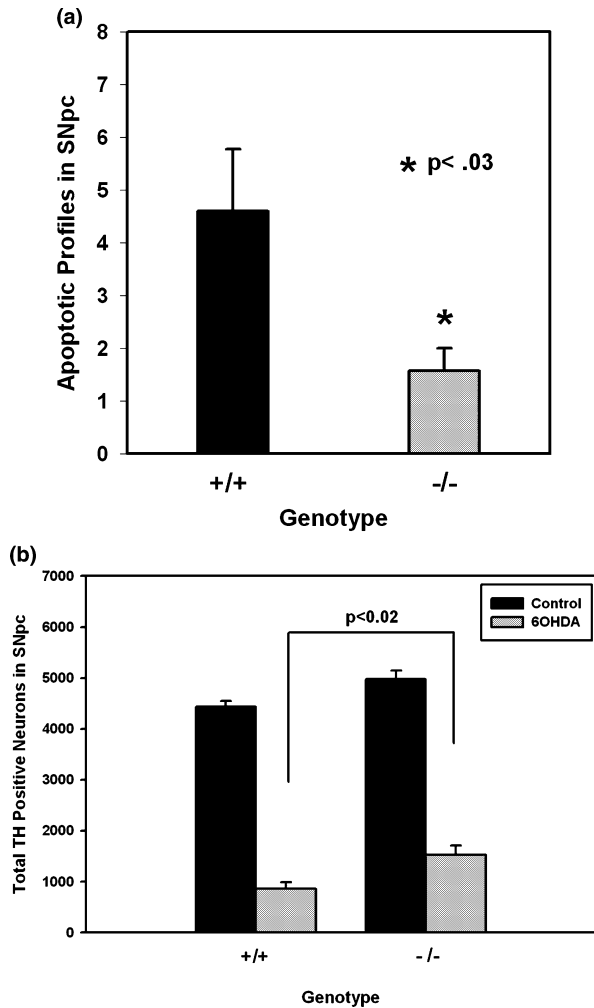 (a)
8
7
6
5
4
3
2
1
0
Apoptotic Profiles in SNpc
* p< .03
*
+/+
-/-
Genotype
(b)
7000
6000
5000
4000
3000
2000
1000
0
Total TH Positive Neurons in SNpc
Control
6OHDA
p<0.02
+/+
- /-
Genotype